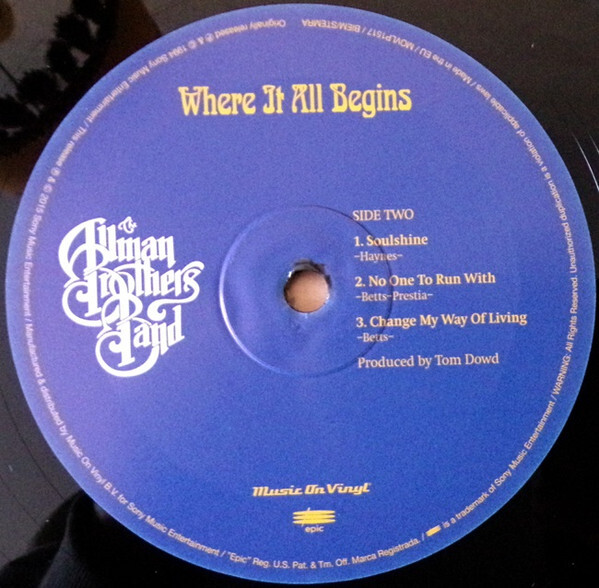 Where It All Begins
The
Allman
Brothers
Band
SIDE TWO
1. Soulshine
-Haynes-
2. No One To Run With
-Betts-Prestia-
3. Change My Way Of Living
-Betts-
Produced by Tom Dowd
Music On Vinyl
epic
Originally released ℗ & © 1994 Sony Music Entertainment / This release ℗ & © 2015 Sony Music Entertainment / Manufactured & distributed by Music On Vinyl B.V. for Sony Music Entertainment / "Epic" Reg. U.S. Pat. & Tm. Off. Marca Registrada. / is a trademark of Sony Music Entertainment / WARNING: All Rights Reserved. Unauthorized duplication is a violation of applicable laws / Made in the EU / MOVLP1517 / BIEM/STEMRA